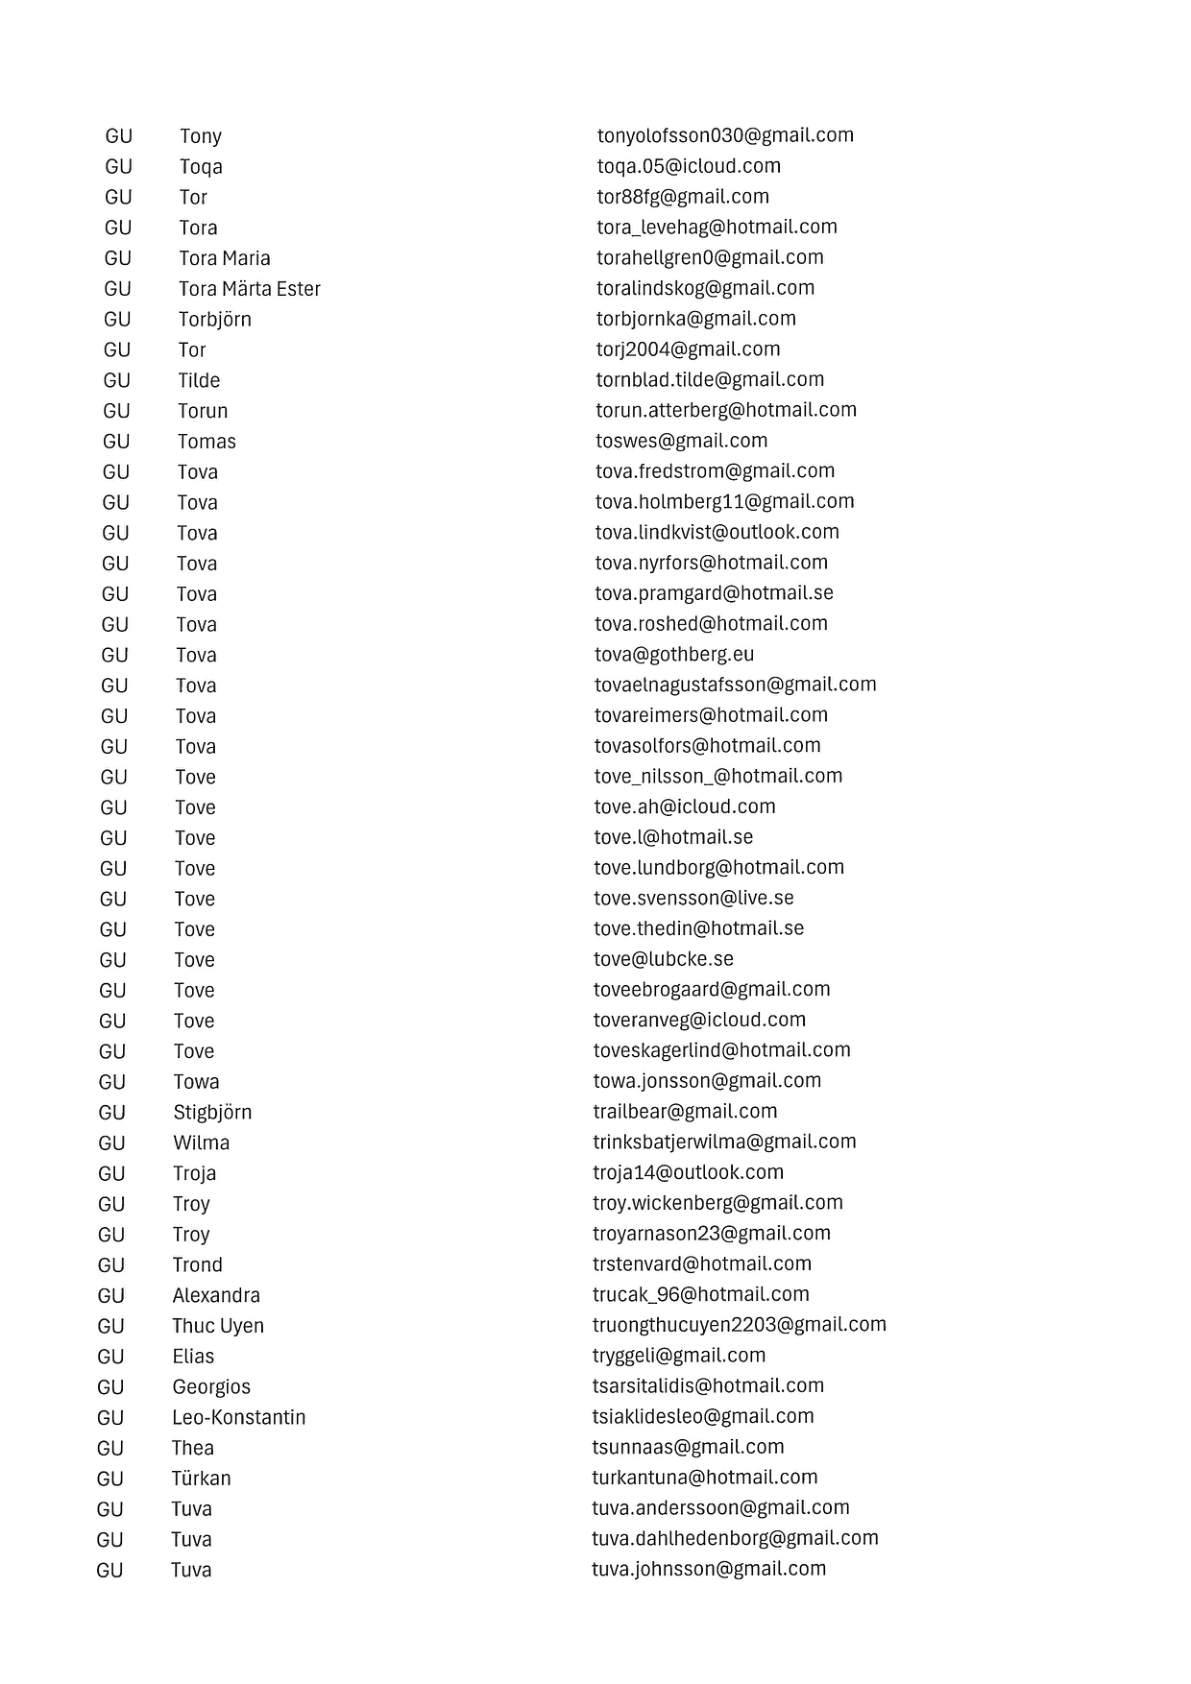 GU Tony tonyolofsson030@gmail.com
GU Toqa toqa.05@icloud.com
GU Tor tor88fg@gmail.com
GU Tora tora_levehag@hotmail.com
GU Tora Maria torahellgren0@gmail.com
GU Tora Märta Ester toralindskog@gmail.com
GU Torbjörn torbjornka@gmail.com
GU Tor torj2004@gmail.com
GU Tilde tornblad.tilde@gmail.com
GU Torun torun.atterberg@hotmail.com
GU Tomas toswes@gmail.com
GU Tova tova.fredstrom@gmail.com
GU Tova tova.holmberg11@gmail.com
GU Tova tova.lindkvist@outlook.com
GU Tova tova.nyrfors@hotmail.com
GU Tova tova.pramgard@hotmail.se
GU Tova tova.roshed@hotmail.com
GU Tova tova@gothberg.eu
GU Tova tovaelnagustafsson@gmail.com
GU Tova tovareimers@hotmail.com
GU Tova tovasolfors@hotmail.com
GU Tove tove_nilsson_@hotmail.com
GU Tove tove.ah@icloud.com
GU Tove tove.l@hotmail.se
GU Tove tove.lundborg@hotmail.com
GU Tove tove.svensson@live.se
GU Tove tove.thedin@hotmail.se
GU Tove tove@lubcke.se
GU Tove toveebrogaard@gmail.com
GU Tove toveranveg@icloud.com
GU Tove toveskagerlind@hotmail.com
GU Towa towa.jonsson@gmail.com
GU Stigbjörn trailbear@gmail.com
GU Wilma trinksbatjerwilma@gmail.com
GU Troja troja14@outlook.com
GU Troy troy.wickenberg@gmail.com
GU Troy troyarnason23@gmail.com
GU Trond trstenvard@hotmail.com
GU Alexandra trucak_96@hotmail.com
GU Thuc Uyen truongthucuyen2203@gmail.com
GU Elias tryggeli@gmail.com
GU Georgios tsarsitalidis@hotmail.com
GU Leo-Konstantin tsiaklidesleo@gmail.com
GU Thea tsunnaas@gmail.com
GU Türkan turkantuna@hotmail.com
GU Tuva tuva.anderssoon@gmail.com
GU Tuva tuva.dahlhedenborg@gmail.com
GU Tuva tuva.johnsson@gmail.com